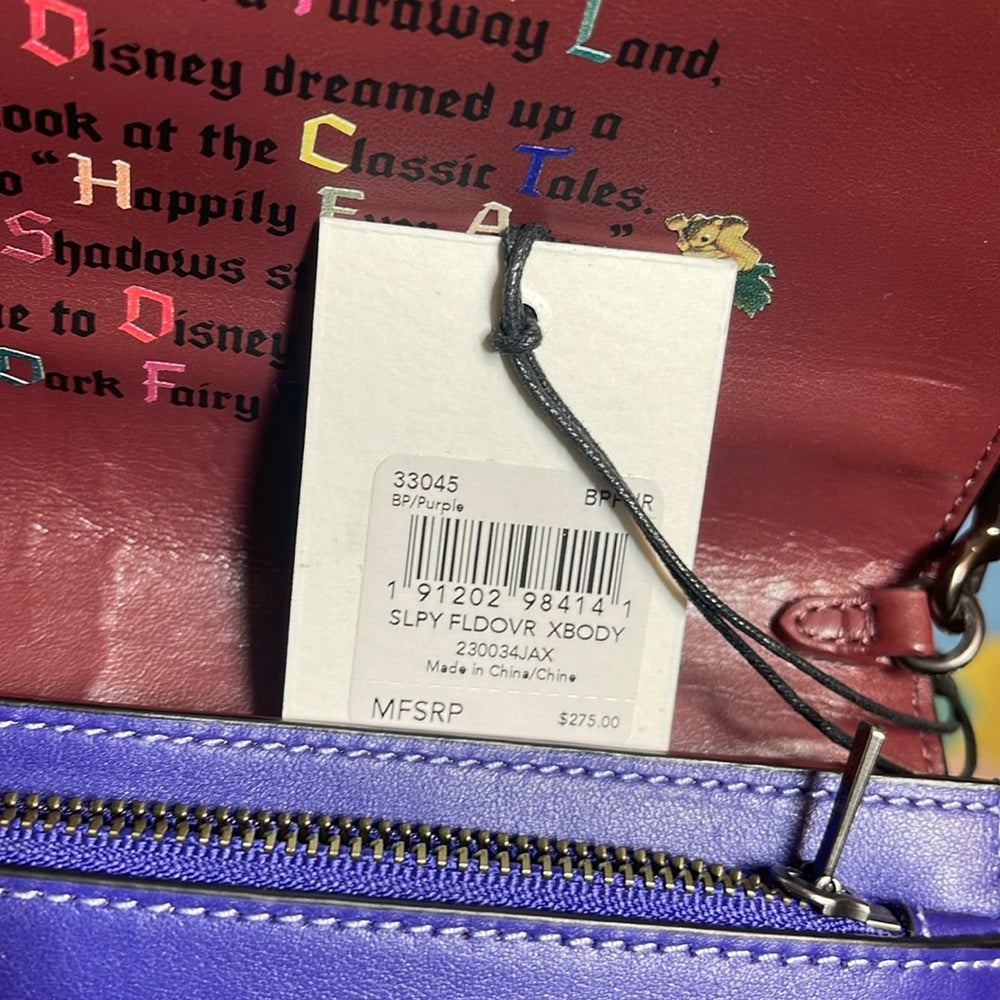 a Faraway Land,
Disney dreamed up a
ook at the Classic Tales.
o "Happily Ever A "
Shadows s
e to Disney
Dark Fairy
33045
BP/Purple
1 91202 98414 1
SLPY FLDOVR XBODY
230034JAX
Made in China/Chine
MFSRP $275.00